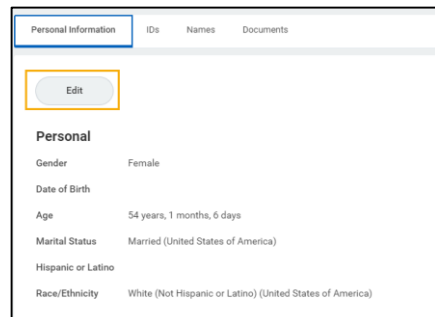 Personal Information IDs Names Documents
Edit
Personal
Gender Female
Date of Birth
Age 54 years, 1 months, 6 days
Marital Status Married (United States of America)
Hispanic or Latino
Race/Ethnicity White (Not Hispanic or Latino) (United States of America)